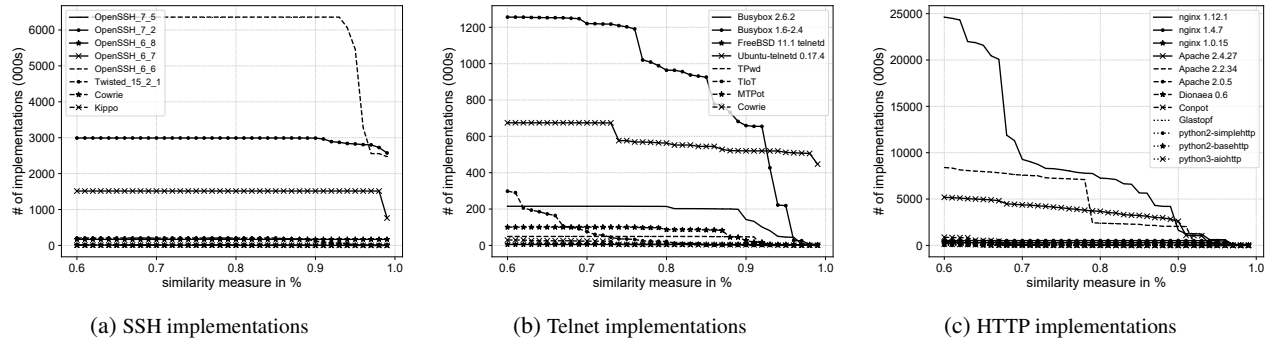 # of implementations (000s)
6000
5000
4000
3000
2000
1000
0
OpenSSH_7_5
OpenSSH_7_2
OpenSSH_6_8
OpenSSH_6_7
OpenSSH_6_6
Twisted_15_2_1
Cowrie
Kippo
0.6 0.7 0.8 0.9 1.0
similarity measure in %
(a) SSH implementations
# of implementations (000s)
1200
1000
800
600
400
200
0
Busybox 2.6.2
Busybox 1.6-2.4
FreeBSD 11.1 telnetd
Ubuntu-telnetd 0.17.4
TPwd
TIoT
MTPot
Cowrie
0.6 0.7 0.8 0.9 1.0
similarity measure in %
(b) Telnet implementations
# of implementations (000s)
25000
20000
15000
10000
5000
0
nginx 1.12.1
nginx 1.4.7
nginx 1.0.15
Apache 2.4.27
Apache 2.2.34
Apache 2.0.5
Dionaea 0.6
Conpot
Glastopf
python2-simplehttp
python2-basehttp
python3-aiohttp
0.6 0.7 0.8 0.9 1.0
similarity measure in %
(c) HTTP implementations